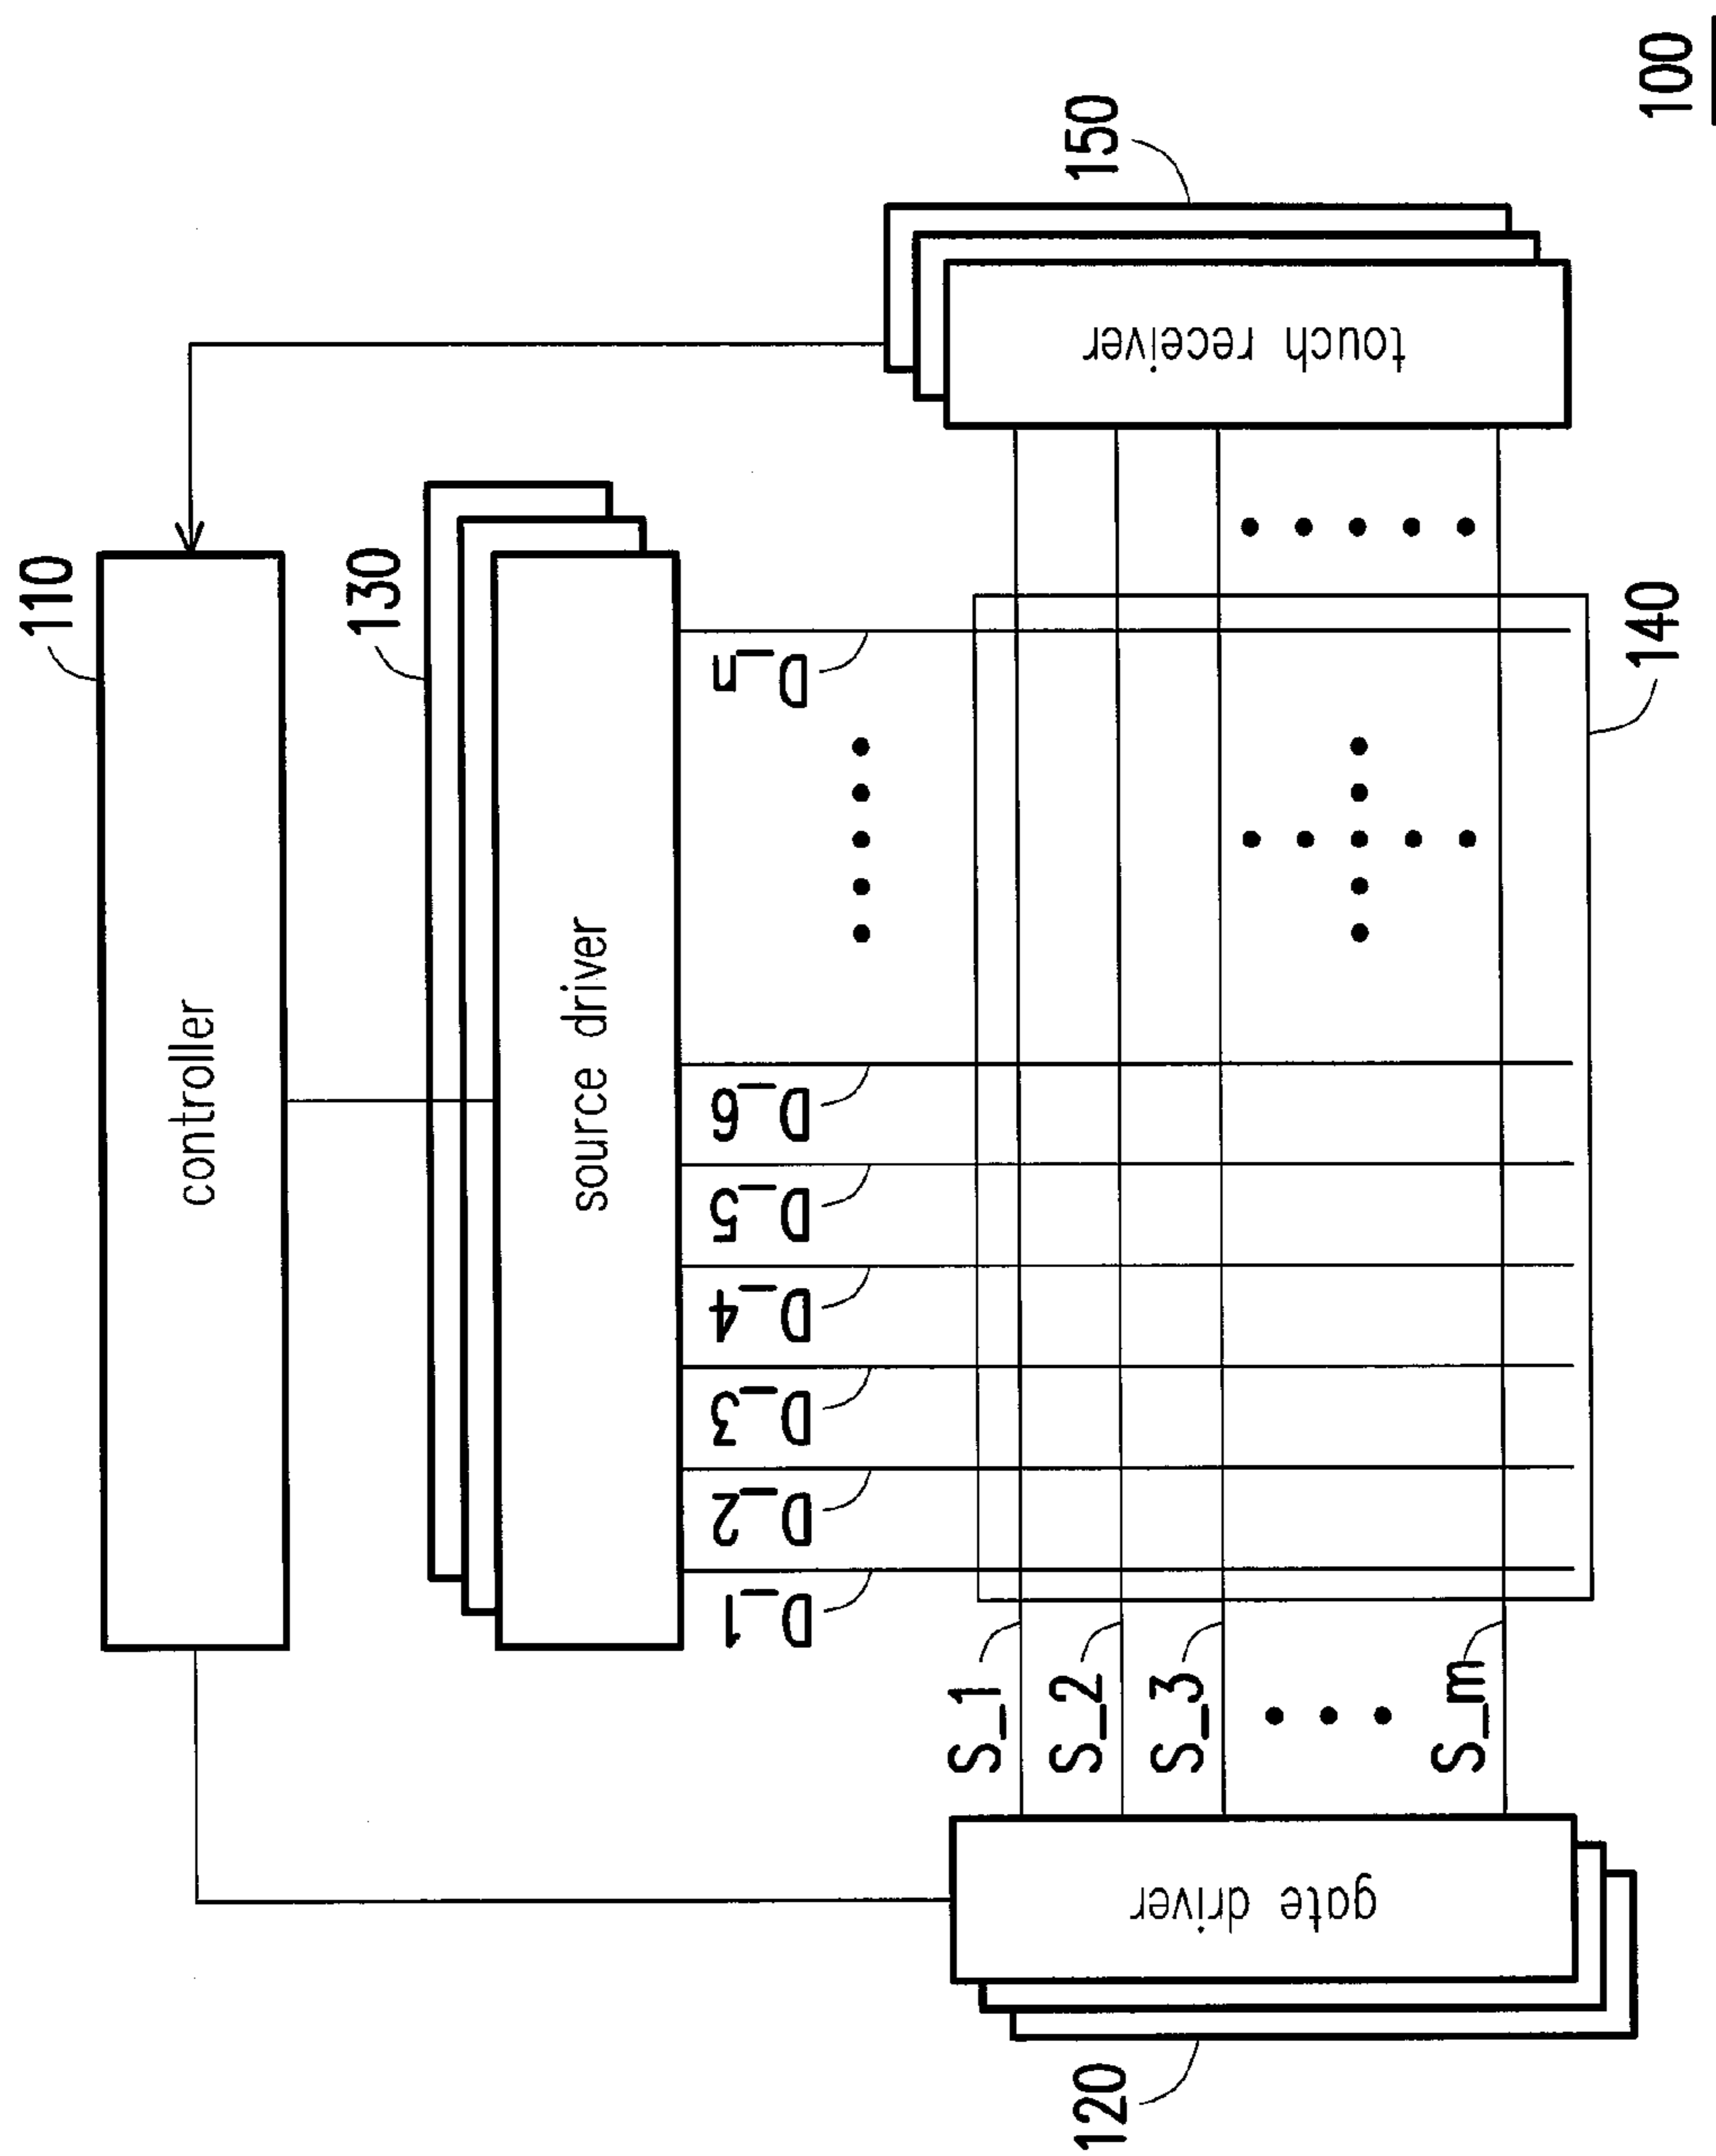 110
controller
130
source driver
D_1
D_2
D_3
D_4
D_5
D_6
D_n
S_1
S_2
S_3
S_m
gate driver
120
touch receiver
150
140
100